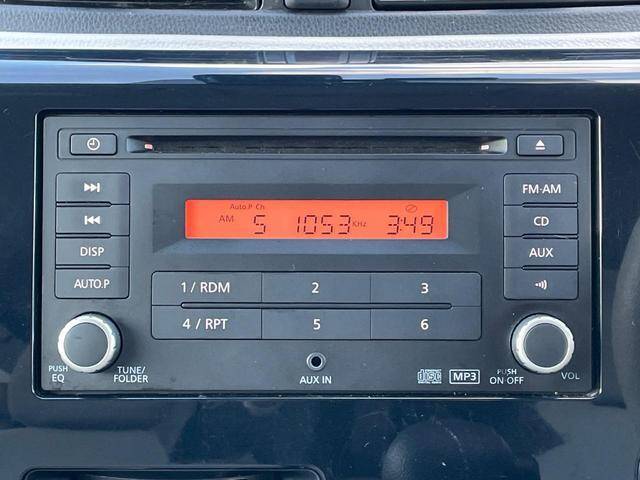 Auto.P Ch
AM 5 1053 KHz 3:49
FM·AM
DISP
CD
AUTO.P
AUX
1 / RDM 2 3
4 / RPT 5 6
PUSH
EQ
TUNE/
FOLDER
AUX IN
disc
MP3
PUSH
ON OFF
VOL